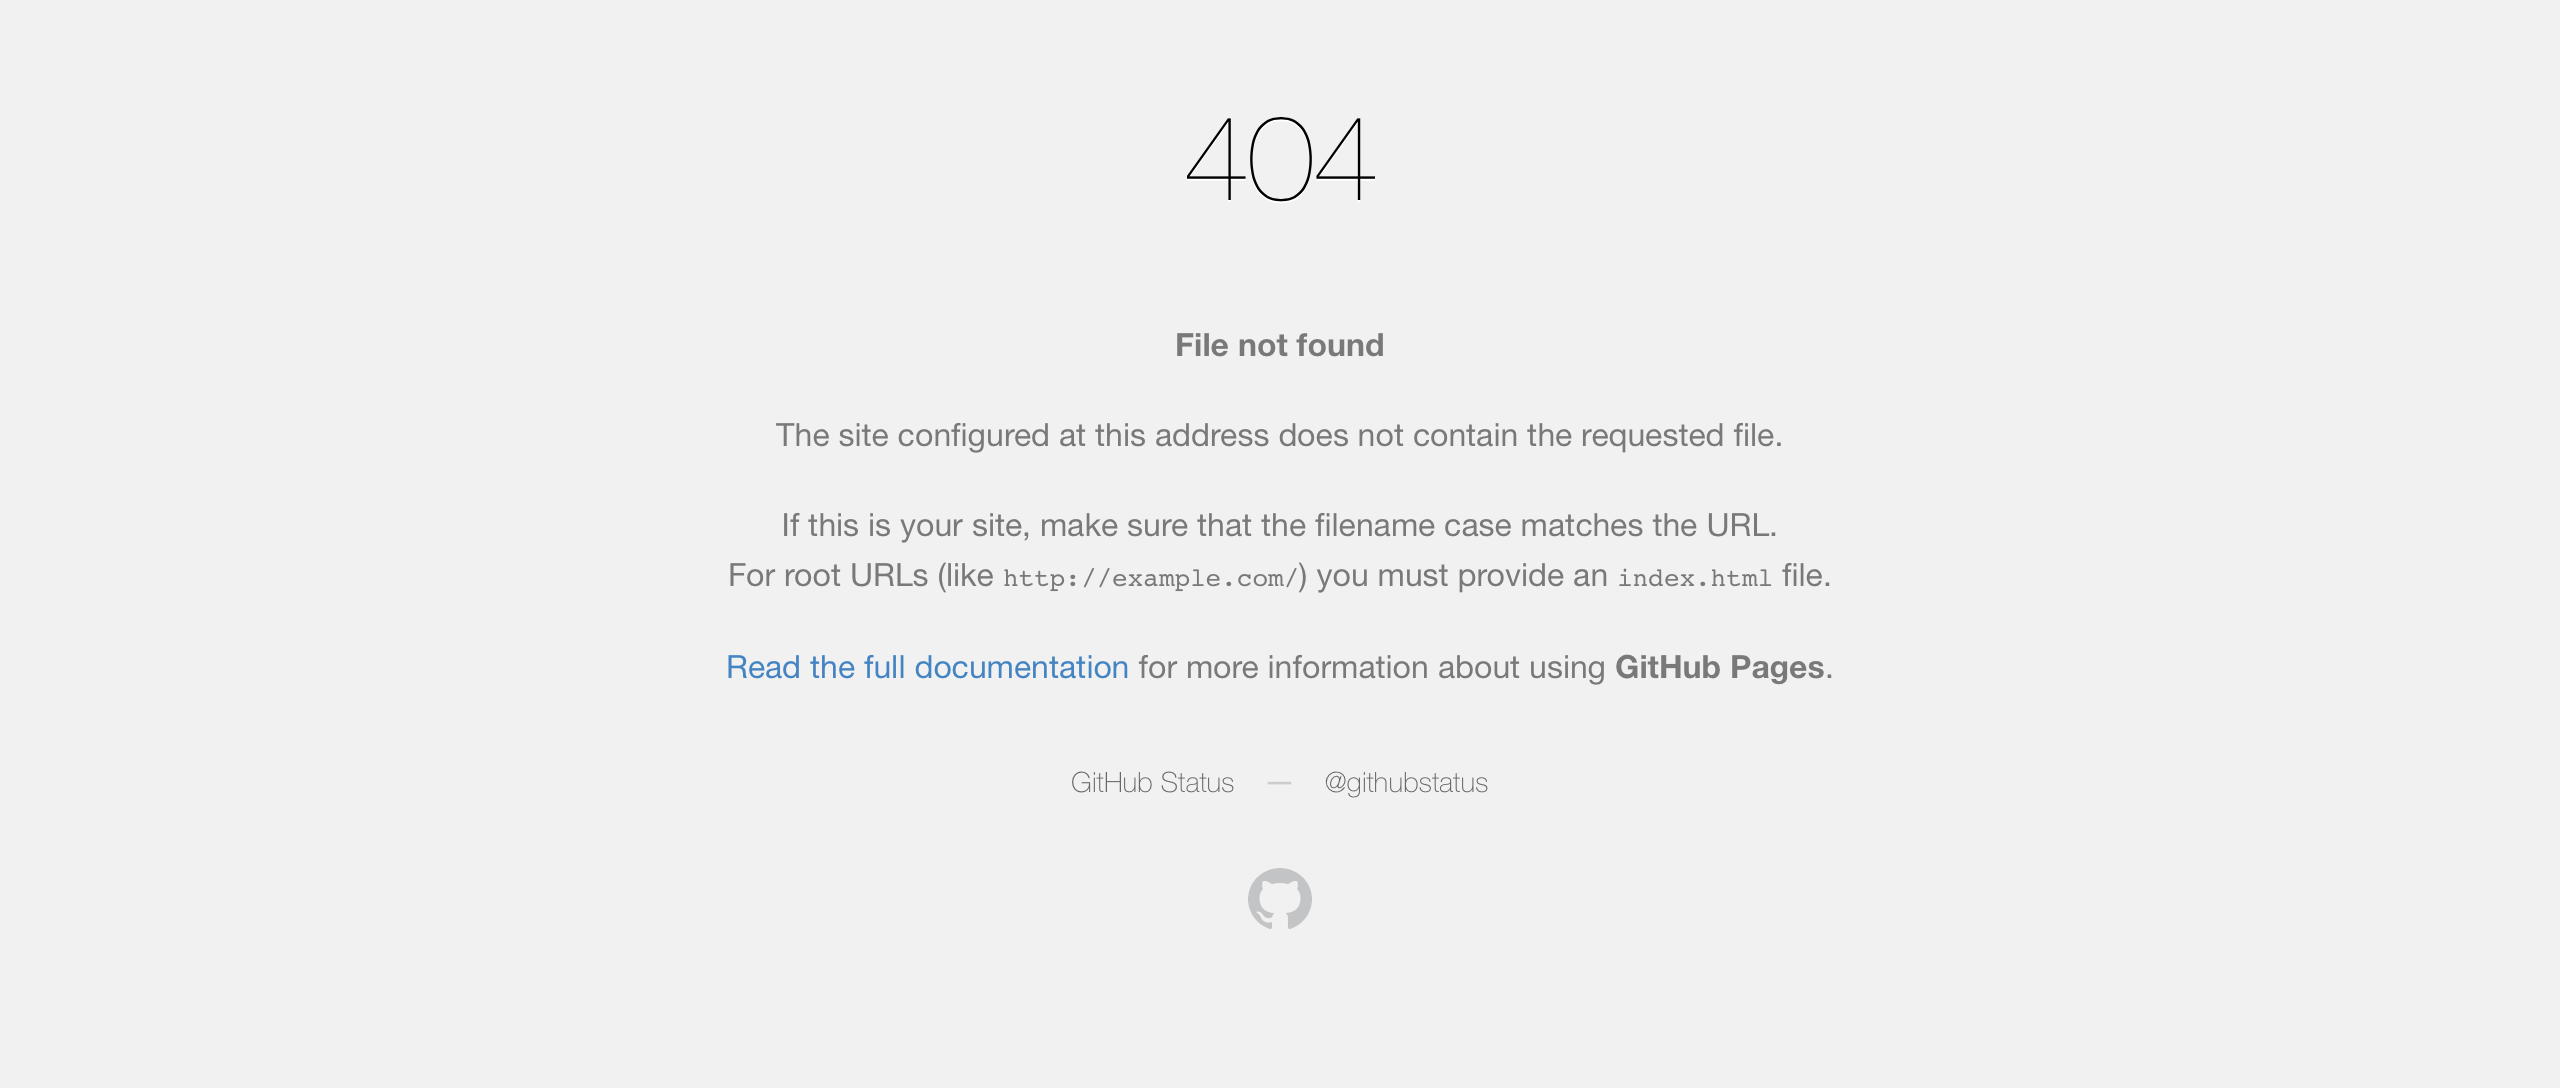 404
File not found
The site configured at this address does not contain the requested file.
If this is your site, make sure that the filename case matches the URL.
For root URLs (like http://example.com/) you must provide an index.html file.
Read the full documentation for more information about using GitHub Pages.
GitHub Status — @githubstatus